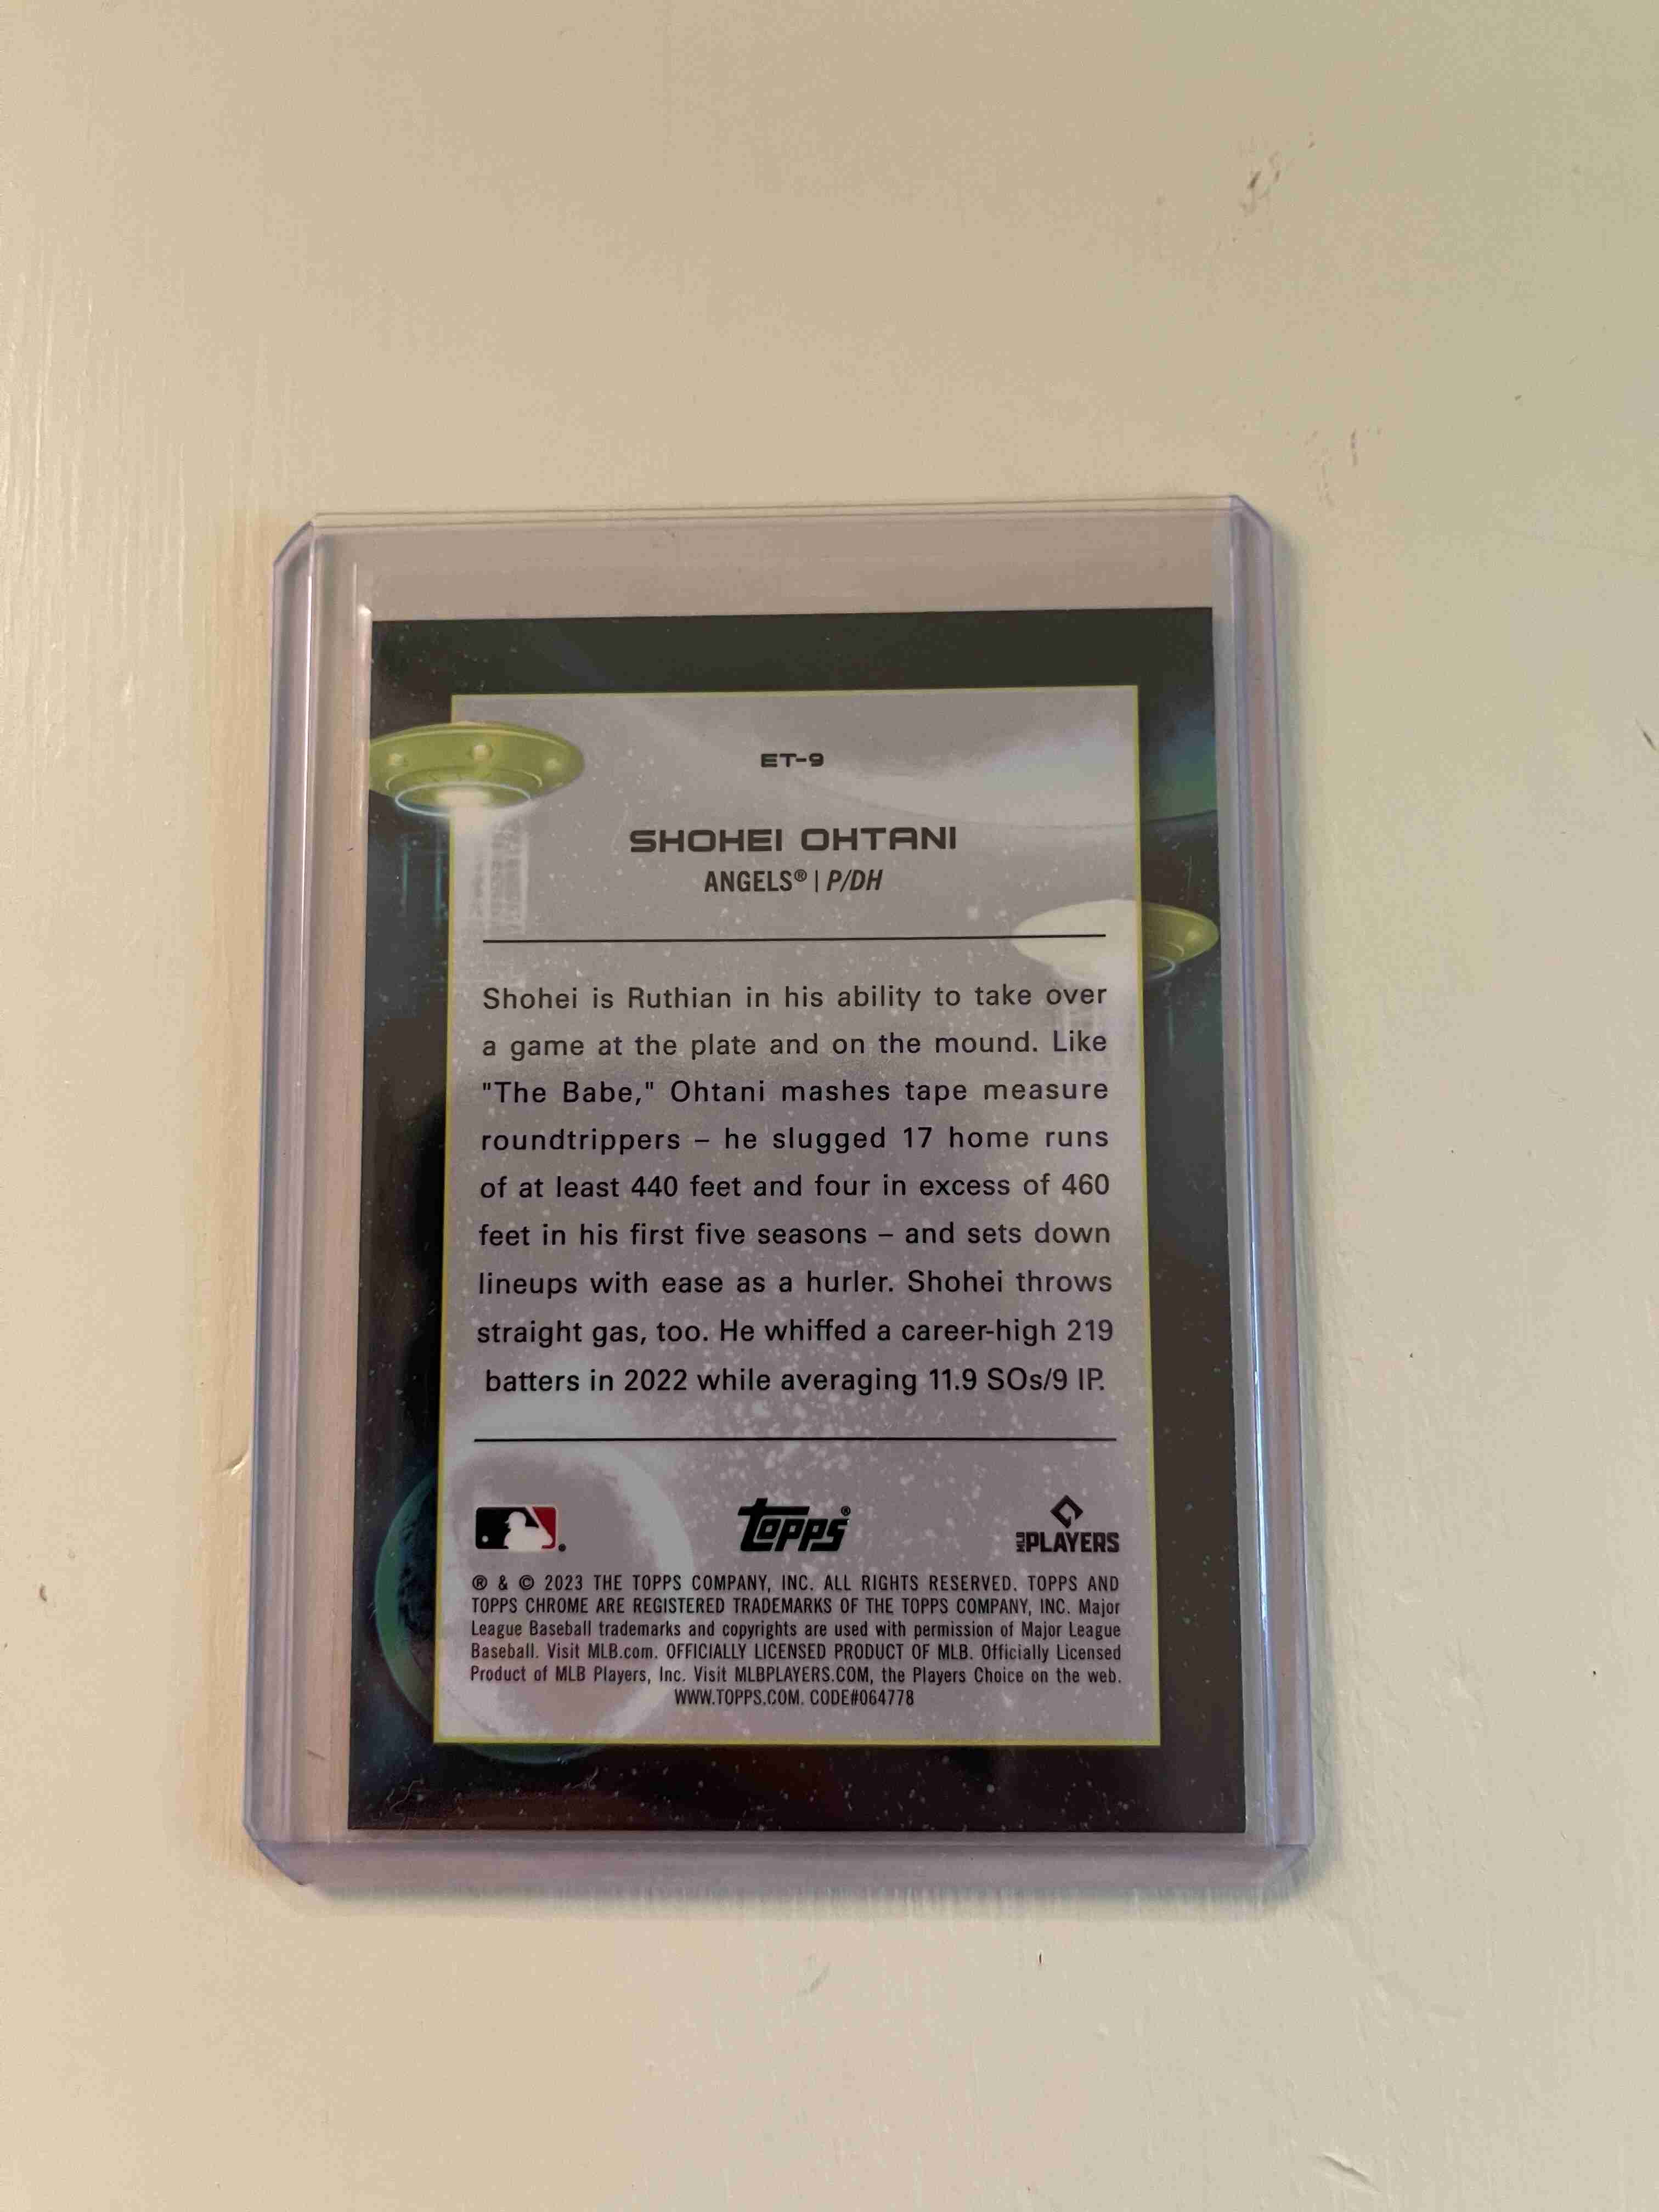 ET-9
SHOHEI OHTANI
ANGELS® | P/DH
Shohei is Ruthian in his ability to take over
a game at the plate and on the mound. Like
"The Babe," Ohtani mashes tape measure
roundtrippers – he slugged 17 home runs
of at least 440 feet and four in excess of 460
feet in his first five seasons – and sets down
lineups with ease as a hurler. Shohei throws
straight gas, too. He whiffed a career-high 219
batters in 2022 while averaging 11.9 SOs/9 IP.
topps®
MLB PLAYERS
® & © 2023 THE TOPPS COMPANY, INC. ALL RIGHTS RESERVED. TOPPS AND
TOPPS CHROME ARE REGISTERED TRADEMARKS OF THE TOPPS COMPANY, INC. Major
League Baseball trademarks and copyrights are used with permission of Major League
Baseball. Visit MLB.com. OFFICIALLY LICENSED PRODUCT OF MLB. Officially Licensed
Product of MLB Players, Inc. Visit MLBPLAYERS.COM, the Players Choice on the web.
WWW.TOPPS.COM. CODE#064778